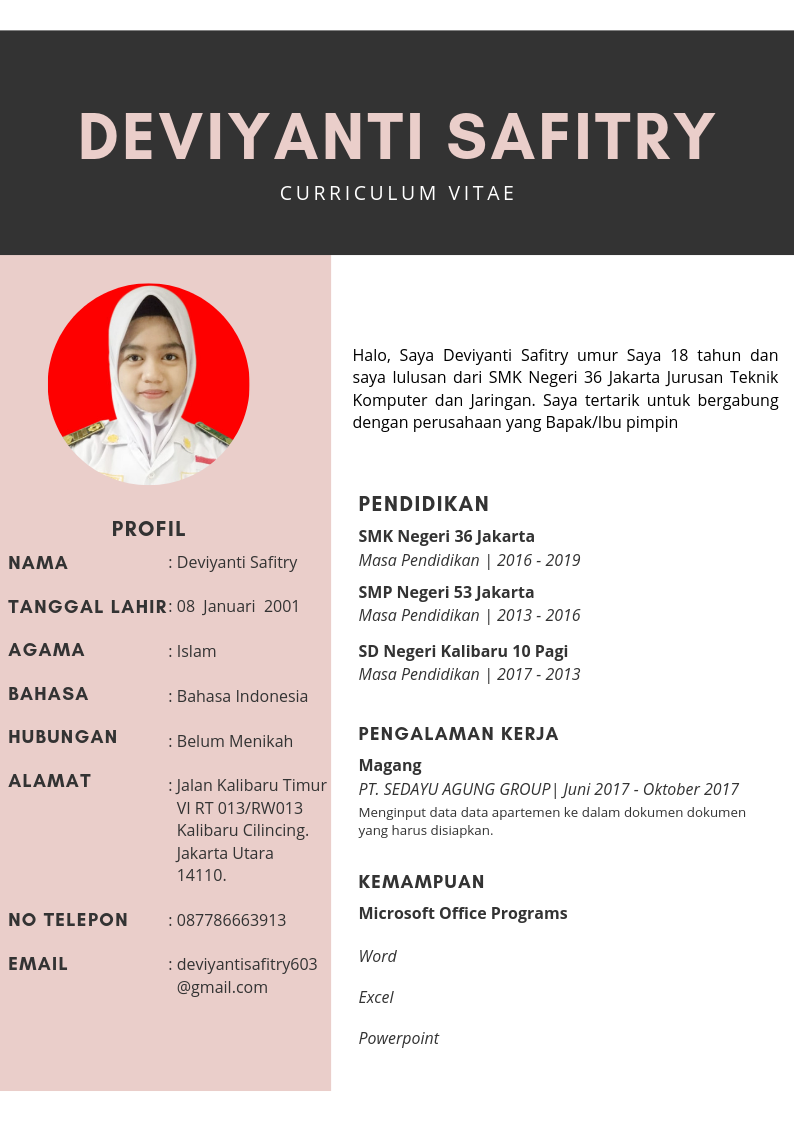 DEVIYANTI SAFITRY
CURRICULUM VITAE
PROFIL
NAMA : Deviyanti Safitry
TANGGAL LAHIR : 08 Januari 2001
AGAMA : Islam
BAHASA : Bahasa Indonesia
HUBUNGAN : Belum Menikah
ALAMAT : Jalan Kalibaru Timur
VI RT 013/RW013
Kalibaru Cilincing.
Jakarta Utara
14110.
NO TELEPON : 087786663913
EMAIL : deviyantisafitry603
@gmail.com
Halo, Saya Deviyanti Safitry umur Saya 18 tahun dan
saya lulusan dari SMK Negeri 36 Jakarta Jurusan Teknik
Komputer dan Jaringan. Saya tertarik untuk bergabung
dengan perusahaan yang Bapak/Ibu pimpin
PENDIDIKAN
SMK Negeri 36 Jakarta
Masa Pendidikan | 2016 - 2019
SMP Negeri 53 Jakarta
Masa Pendidikan | 2013 - 2016
SD Negeri Kalibaru 10 Pagi
Masa Pendidikan | 2017 - 2013
PENGALAMAN KERJA
Magang
PT. SEDAYU AGUNG GROUP| Juni 2017 - Oktober 2017
Menginput data data apartemen ke dalam dokumen dokumen
yang harus disiapkan.
KEMAMPUAN
Microsoft Office Programs
Word
Excel
Powerpoint